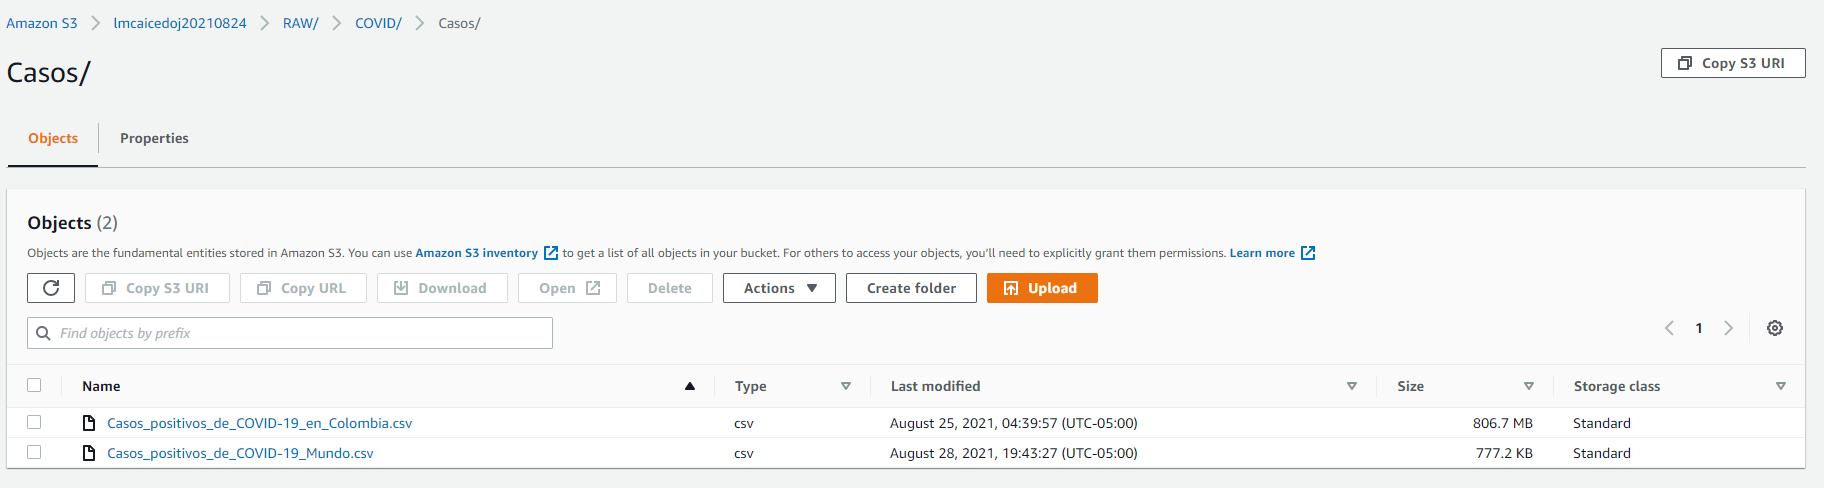 Amazon S3 > lmcaicedoj20210824 > RAW/ > COVID/ > Casos/
Casos/
Copy S3 URI
Objects Properties
Objects (2)
Objects are the fundamental entities stored in Amazon S3. You can use Amazon S3 inventory to get a list of all objects in your bucket. For others to access your objects, you'll need to explicitly grant them permissions. Learn more
Copy S3 URI Copy URL Download Open Delete Actions Create folder Upload
Find objects by prefix
1
Name Type Last modified Size Storage class
Casos_positivos_de_COVID-19_en_Colombia.csv csv August 25, 2021, 04:39:57 (UTC-05:00) 806.7 MB Standard
Casos_positivos_de_COVID-19_Mundo.csv csv August 28, 2021, 19:43:27 (UTC-05:00) 777.2 KB Standard